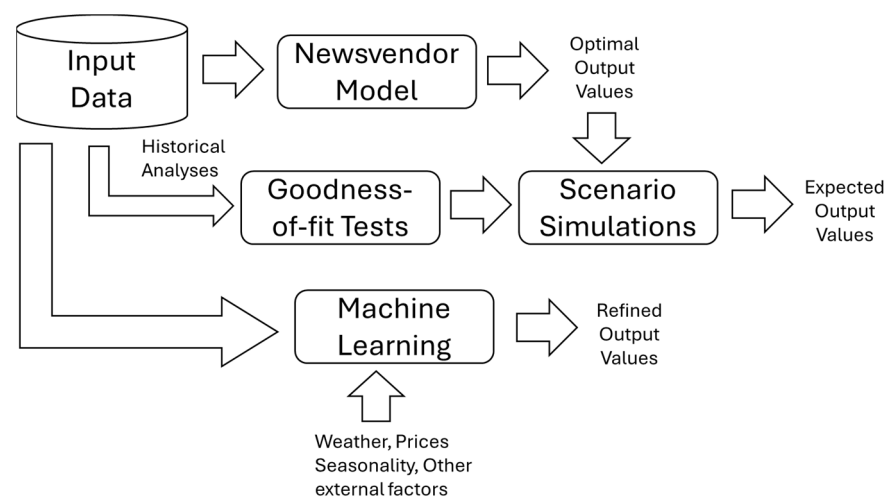 Input
Data
Newsvendor
Model
Optimal
Output
Values
Historical
Analyses
Goodness-
of-fit Tests
Scenario
Simulations
Expected
Output
Values
Machine
Learning
Refined
Output
Values
Weather, Prices
Seasonality, Other
external factors